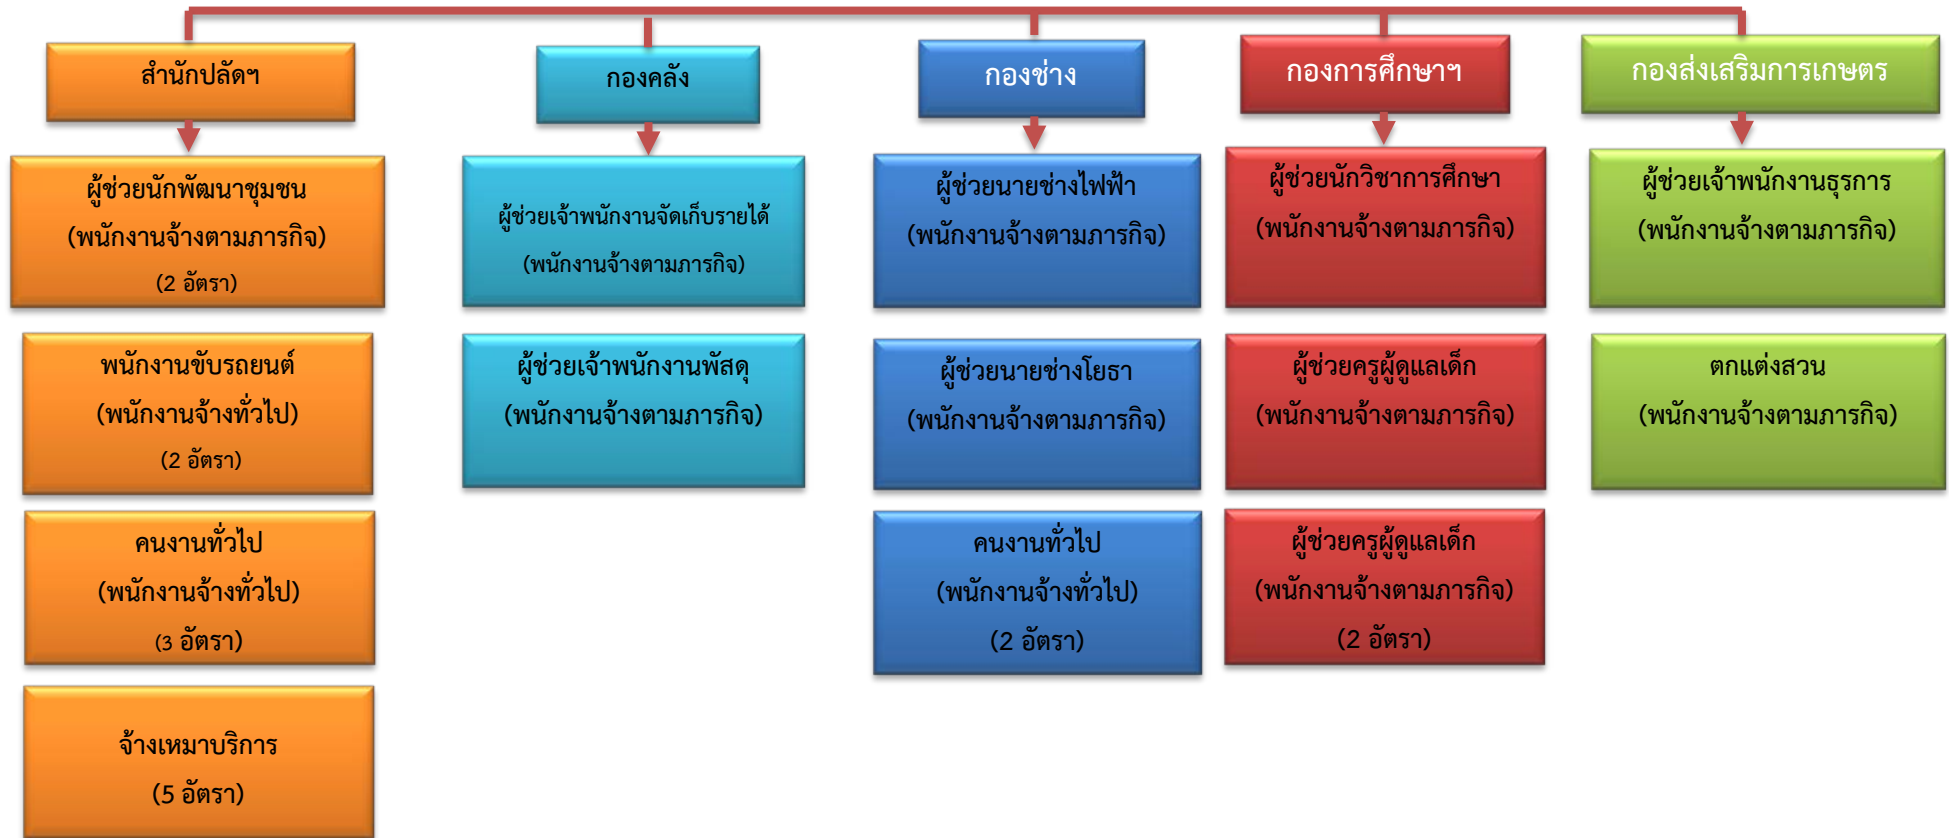 สำนักปลัดฯ
กองคลัง
กองช่าง
กองการศึกษาฯ
กองส่งเสริมการเกษตร
ผู้ช่วยนักพัฒนาชุมชน
(พนักงานจ้างตามภารกิจ)
(2 อัตรา)
ผู้ช่วยเจ้าพนักงานจัดเก็บรายได้
(พนักงานจ้างตามภารกิจ)
ผู้ช่วยนายช่างไฟฟ้า
(พนักงานจ้างตามภารกิจ)
ผู้ช่วยนักวิชาการศึกษา
(พนักงานจ้างตามภารกิจ)
ผู้ช่วยเจ้าพนักงานธุรการ
(พนักงานจ้างตามภารกิจ)
พนักงานขับรถยนต์
(พนักงานจ้างทั่วไป)
(2 อัตรา)
ผู้ช่วยเจ้าพนักงานพัสดุ
(พนักงานจ้างตามภารกิจ)
ผู้ช่วยนายช่างโยธา
(พนักงานจ้างตามภารกิจ)
ผู้ช่วยครูผู้ดูแลเด็ก
(พนักงานจ้างตามภารกิจ)
ตกแต่งสวน
(พนักงานจ้างตามภารกิจ)
คนงานทั่วไป
(พนักงานจ้างทั่วไป)
(3 อัตรา)
คนงานทั่วไป
(พนักงานจ้างทั่วไป)
(2 อัตรา)
ผู้ช่วยครูผู้ดูแลเด็ก
(พนักงานจ้างตามภารกิจ)
(2 อัตรา)
จ้างเหมาบริการ
(5 อัตรา)